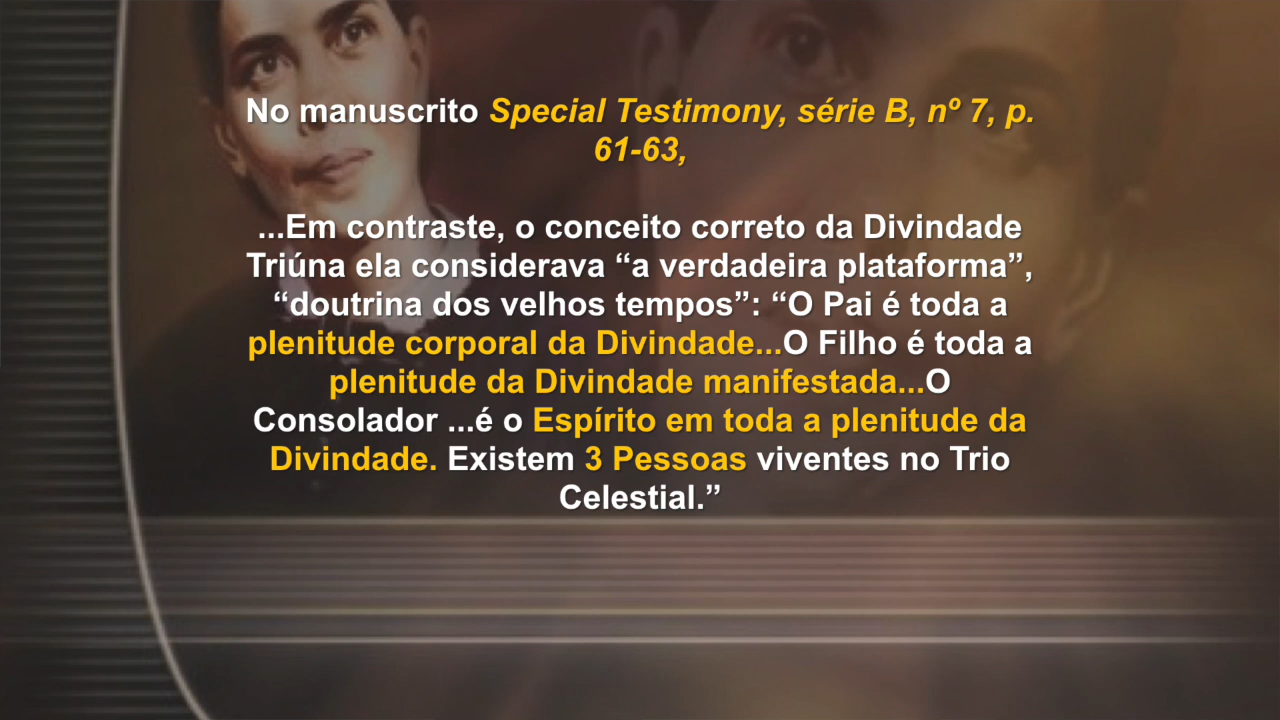 No manuscrito Special Testimony, série B, nº 7, p.
61-63,
...Em contraste, o conceito correto da Divindade
Triúna ela considerava “a verdadeira plataforma”,
“doutrina dos velhos tempos”: “O Pai é toda a
plenitude corporal da Divindade...O Filho é toda a
plenitude da Divindade manifestada...O
Consolador ...é o Espírito em toda a plenitude da
Divindade. Existem 3 Pessoas viventes no Trio
Celestial.”